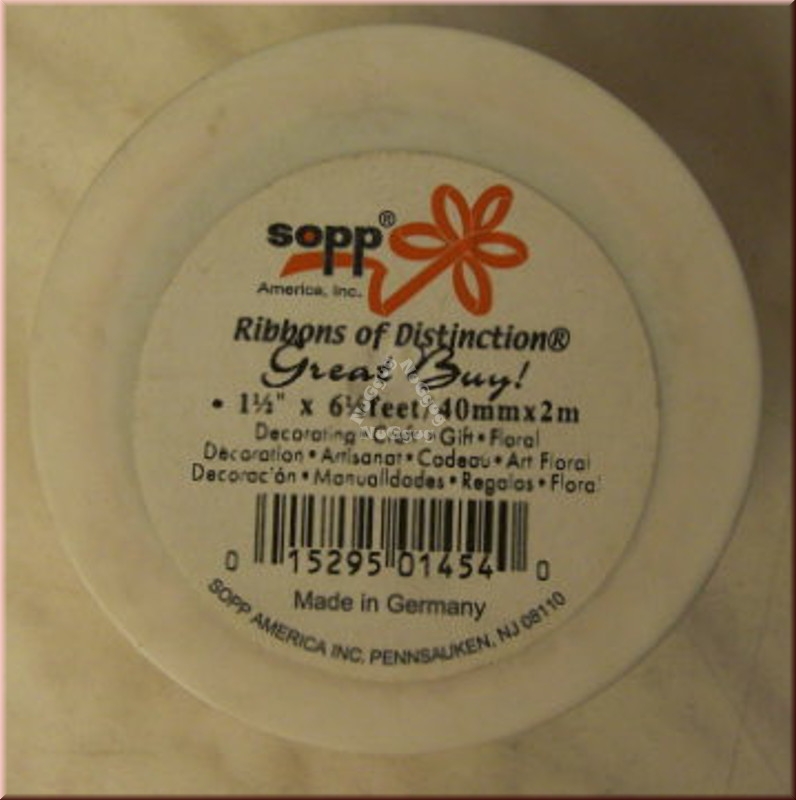 sopp®
America, Inc.
Ribbons of Distinction®
Great Buy!
• 1½" x 6½feet/40mmx2m
Decorating • Crafts • Gift • Floral
Décoration • Artisanat • Cadeau • Art Floral
Decoración • Manualidades • Regalos • Floral
0 15295 01454 0
Made in Germany
SOPP AMERICA INC. PENNSAUKEN, NJ 08110